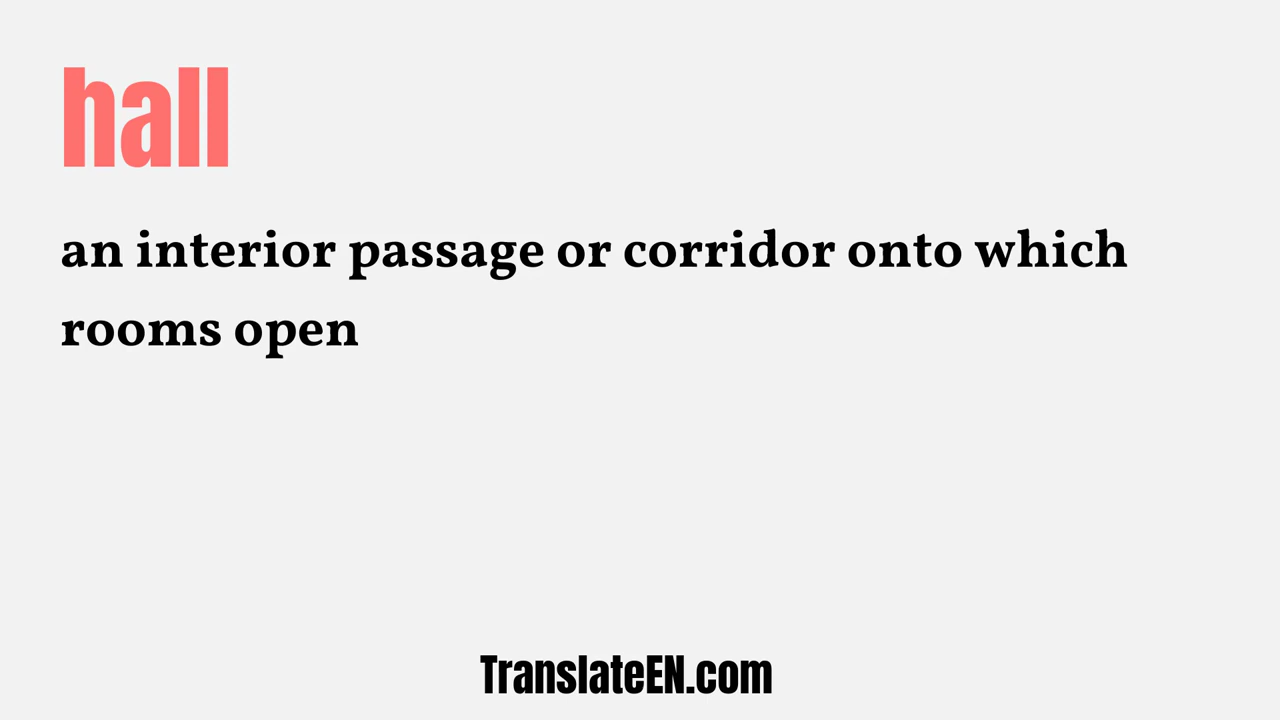 hall
an interior passage or corridor onto which
rooms open
TranslateEN.com